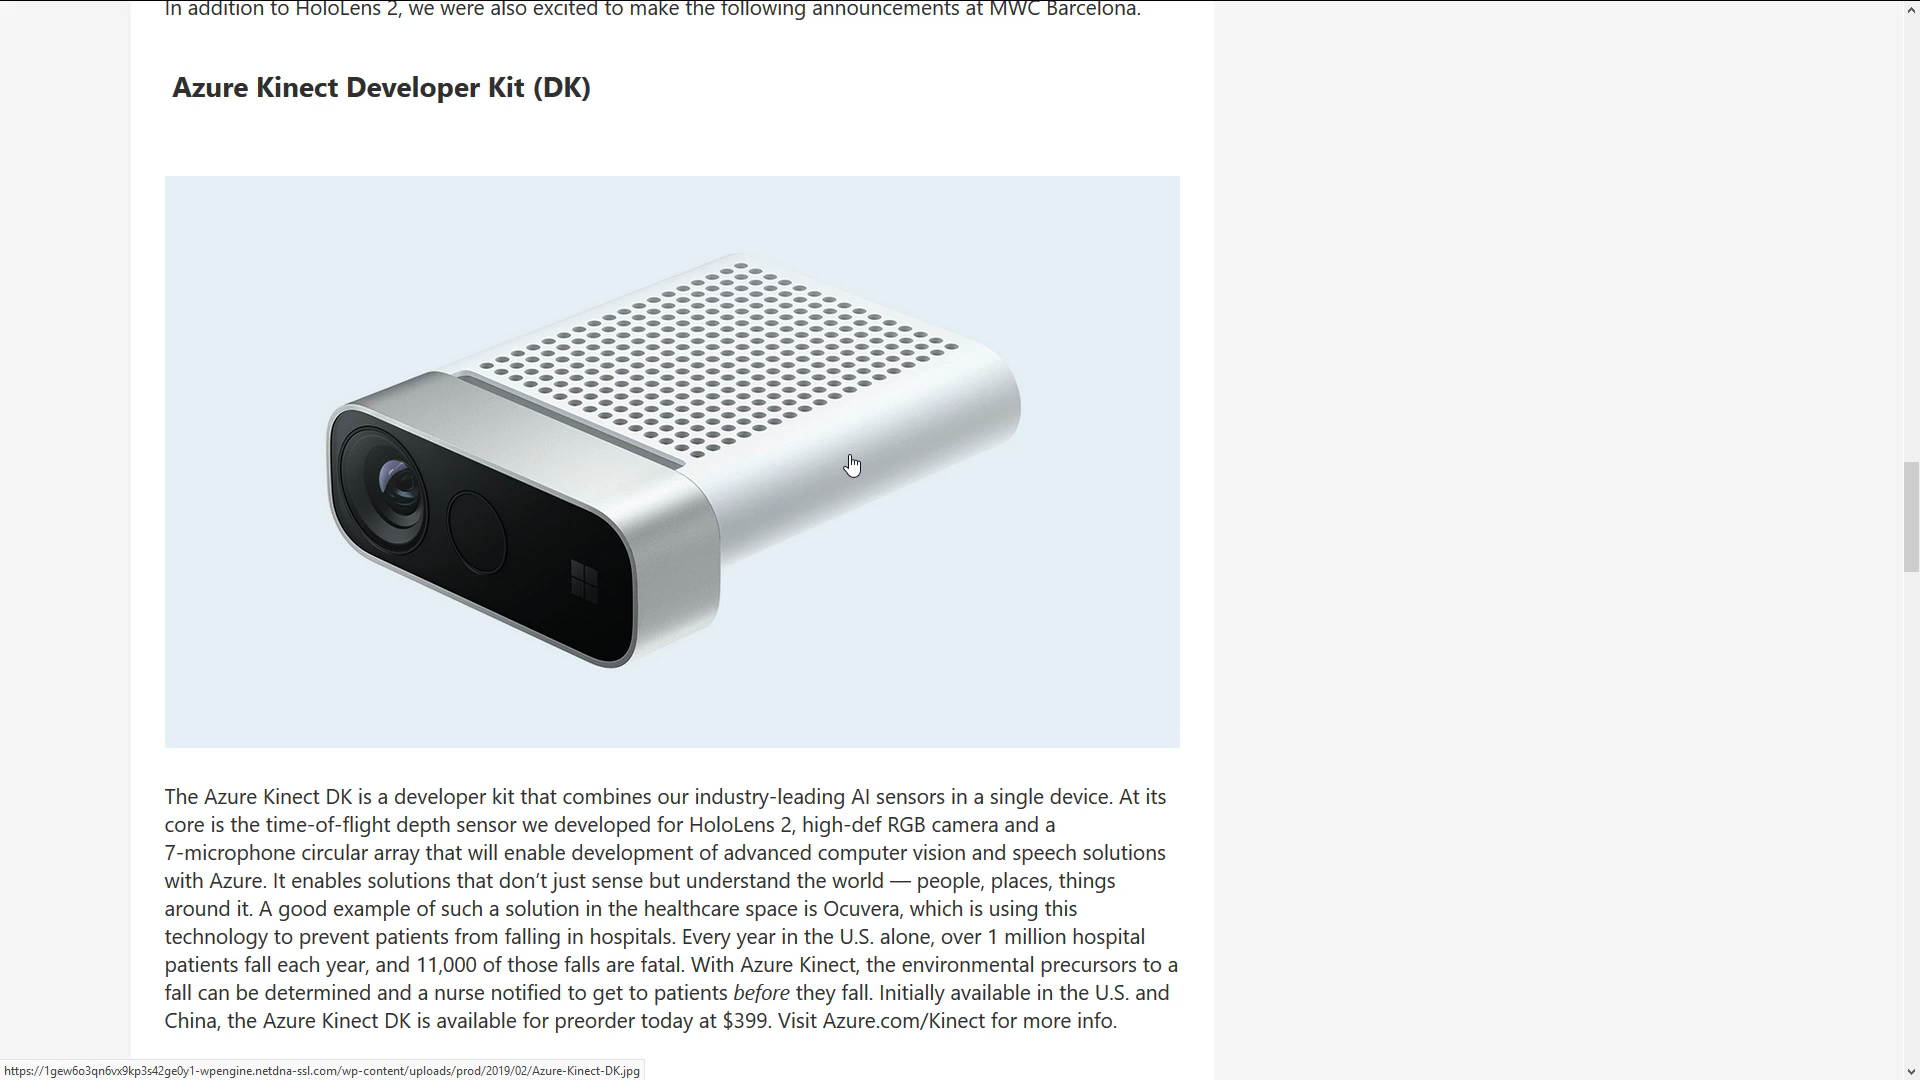 In addition to HoloLens 2, we were also excited to make the following announcements at MWC Barcelona.
Azure Kinect Developer Kit (DK)
The Azure Kinect DK is a developer kit that combines our industry-leading AI sensors in a single device. At its
core is the time-of-flight depth sensor we developed for HoloLens 2, high-def RGB camera and a
7-microphone circular array that will enable development of advanced computer vision and speech solutions
with Azure. It enables solutions that don’t just sense but understand the world — people, places, things
around it. A good example of such a solution in the healthcare space is Ocuvera, which is using this
technology to prevent patients from falling in hospitals. Every year in the U.S. alone, over 1 million hospital
patients fall each year, and 11,000 of those falls are fatal. With Azure Kinect, the environmental precursors to a
fall can be determined and a nurse notified to get to patients before they fall. Initially available in the U.S. and
China, the Azure Kinect DK is available for preorder today at $399. Visit Azure.com/Kinect for more info.
https://1gew6o3qn6vx9kp3s42ge0y1-wpengine.netdna-ssl.com/wp-content/uploads/prod/2019/02/Azure-Kinect-DK.jpg